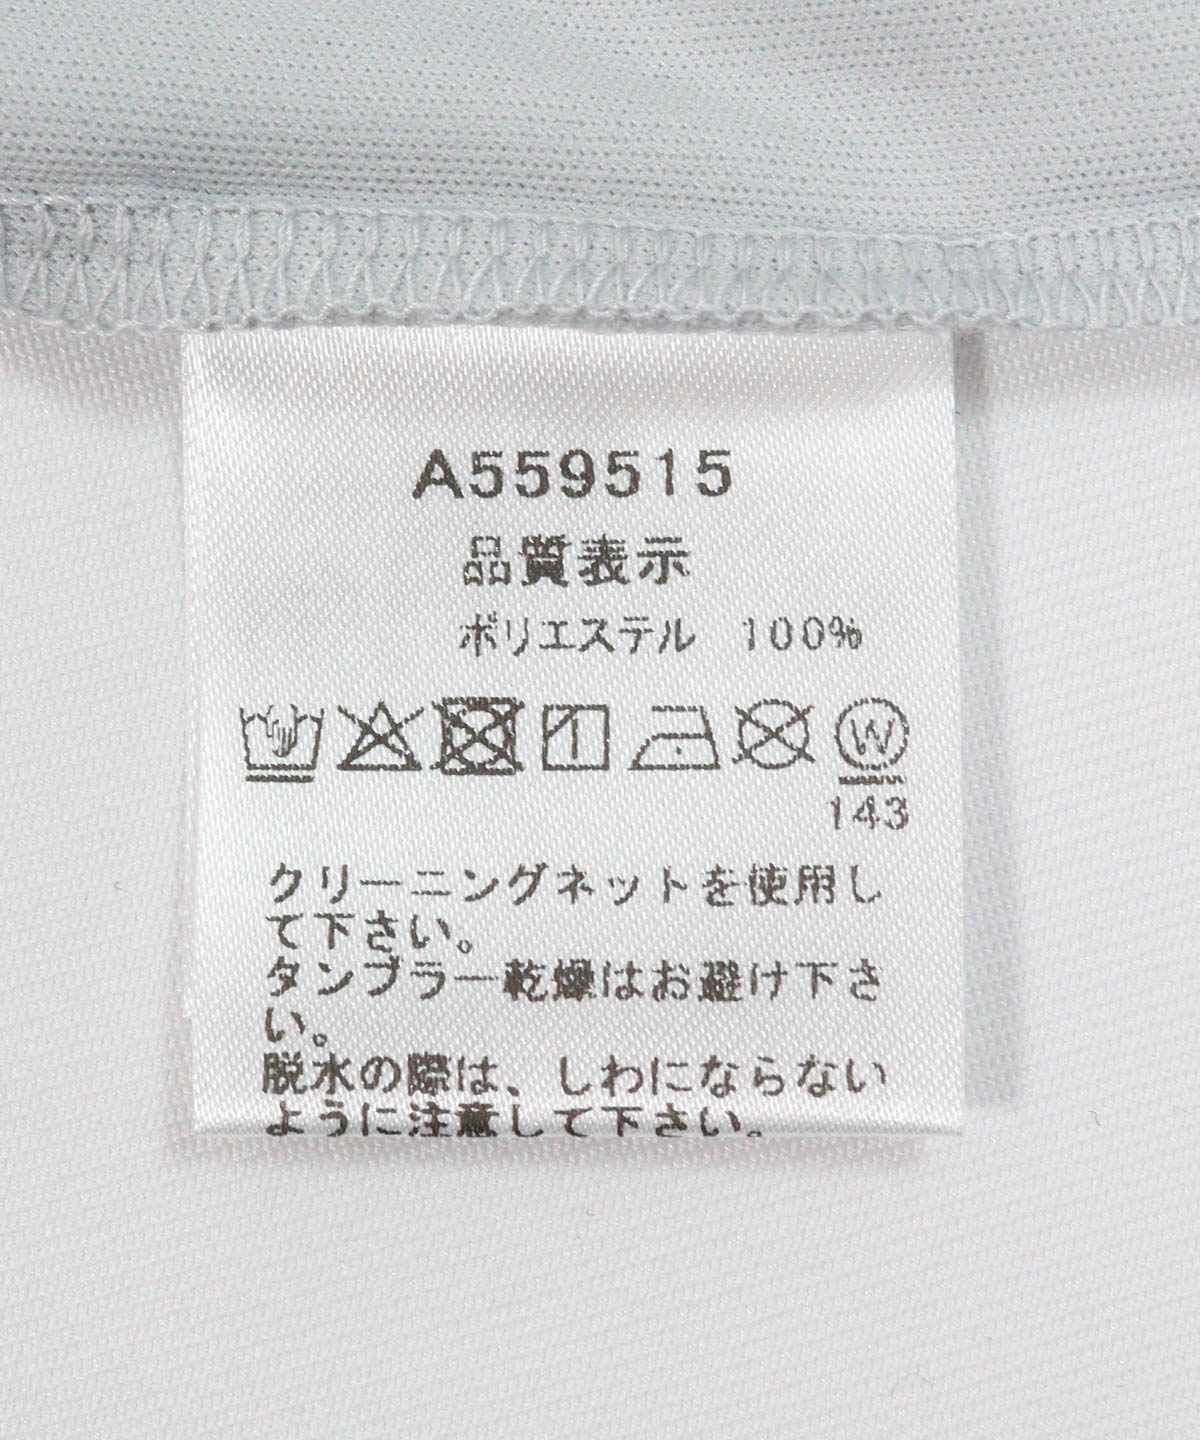 A559515
品質表示
ポリエステル 100%
W
143
クリーニングネットを使用し
て下さい。
タンブラー乾燥はお避け下さ
い。
脱水の際は、しわにならない
ように注意して下さい。